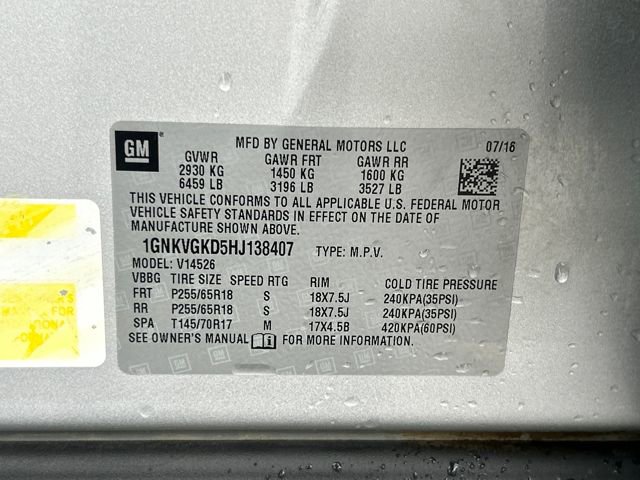 GM
MFD BY GENERAL MOTORS LLC 07/16
GVWR GAWR FRT GAWR RR
2930 KG 1450 KG 1600 KG
6459 LB 3196 LB 3527 LB
THIS VEHICLE CONFORMS TO ALL APPLICABLE U.S. FEDERAL MOTOR
VEHICLE SAFETY STANDARDS IN EFFECT ON THE DATE OF
MANUFACTURE SHOWN ABOVE.
1GNKVGKD5HJ138407 TYPE: M.P.V.
MODEL: V14526
VBBG TIRE SIZE SPEED RTG RIM COLD TIRE PRESSURE
FRT P255/65R18 S 18X7.5J 240KPA(35PSI)
RR P255/65R18 S 18X7.5J 240KPA(35PSI)
SPA T145/70R17 M 17X4.5B 420KPA(60PSI)
SEE OWNER'S MANUAL FOR MORE INFORMATION.